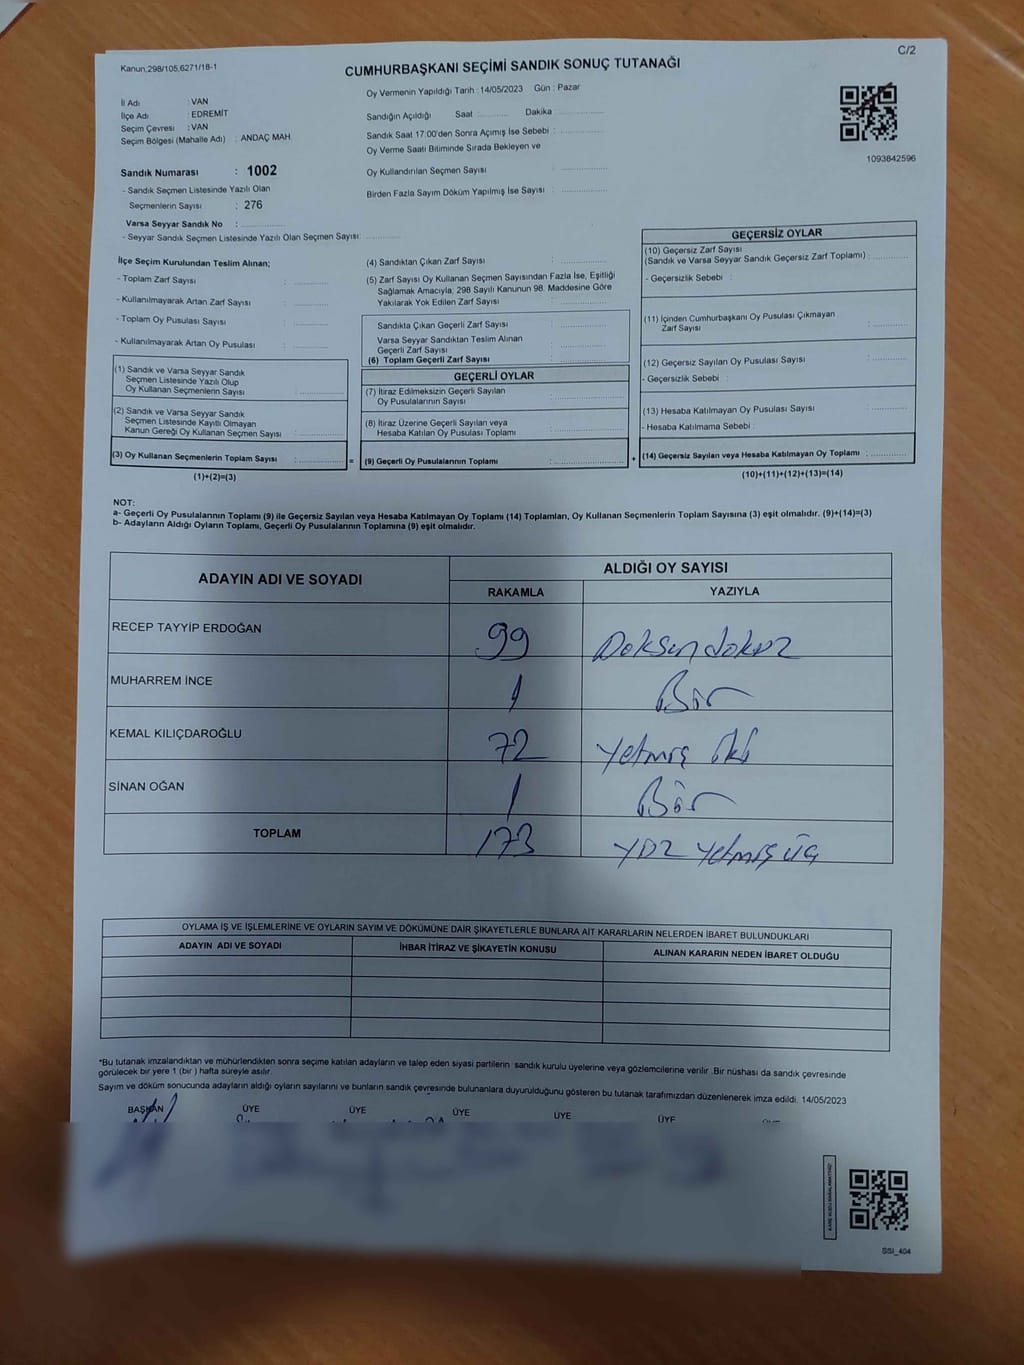 C/2
Kanun,298/105,6271/18-1
CUMHURBAŞKANI SEÇİMİ SANDIK SONUÇ TUTANAĞI
İl Adı : VAN
İlçe Adı : EDREMİT
Seçim Çevresi : VAN
Seçim Bölgesi (Mahalle Adı) : ANDAÇ MAH
Sandık Numarası : 1002
- Sandık Seçmen Listesinde Yazılı Olan
Seçmenlerin Sayısı : 276
Varsa Seyyar Sandık No :
- Seyyar Sandık Seçmen Listesinde Yazılı Olan Seçmen Sayısı:
Oy Vermenin Yapıldığı Tarih : 14/05/2023 Gün : Pazar
Sandığın Açıldığı Saat : Dakika :
Sandık Saat 17.00'den Sonra Açımış İse Sebebi :
Oy Verme Saati Bitiminde Sırada Bekleyen ve
Oy Kullandırılan Seçmen Sayısı :
Birden Fazla Sayım Döküm Yapılmış İse Sayısı :
1093842596
İlçe Seçim Kurulundan Teslim Alınan;
- Toplam Zarf Sayısı :
- Kullanılmayarak Artan Zarf Sayısı :
- Toplam Oy Pusulası Sayısı :
- Kullanılmayarak Artan Oy Pusulası :
(1) Sandık ve Varsa Seyyar Sandık
Seçmen Listesinde Yazılı Olup
Oy Kullanan Seçmenlerin Sayısı :
(2) Sandık ve Varsa Seyyar Sandık
Seçmen Listesinde Kayıtlı Olmayan
Kanun Gereği Oy Kullanan Seçmen Sayısı :
(3) Oy Kullanan Seçmenlerin Toplam Sayısı :
(1)+(2)=(3)
(4) Sandıktan Çıkan Zarf Sayısı :
(5) Zarf Sayısı Oy Kullanan Seçmen Sayısından Fazla İse, Eşitliği
Sağlamak Amacıyla; 298 Sayılı Kanunun 98. Maddesine Göre
Yakılarak Yok Edilen Zarf Sayısı :
Sandıkta Çıkan Geçerli Zarf Sayısı :
Varsa Seyyar Sandıktan Teslim Alınan
Geçerli Zarf Sayısı :
(6) Toplam Geçerli Zarf Sayısı :
GEÇERLİ OYLAR
(7) İtiraz Edilmeksizin Geçerli Sayılan
Oy Pusulalarının Sayısı :
(8) İtiraz Üzerine Geçerli Sayılan veya
Hesaba Katılan Oy Pusulası Toplamı :
= (9) Geçerli Oy Pusulalarının Toplamı :
GEÇERSİZ OYLAR
(10) Geçersiz Zarf Sayısı
(Sandık ve Varsa Seyyar Sandık Geçersiz Zarf Toplamı) :
- Geçersizlik Sebebi :
(11) İçinden Cumhurbaşkanı Oy Pusulası Çıkmayan
Zarf Sayısı :
(12) Geçersiz Sayılan Oy Pusulası Sayısı :
- Geçersizlik Sebebi :
(13) Hesaba Katılmayan Oy Pusulası Sayısı :
- Hesaba Katılmama Sebebi :
+ (14) Geçersiz Sayılan veya Hesaba Katılmayan Oy Toplamı :
(10)+(11)+(12)+(13)=(14)
NOT:
a- Geçerli Oy Pusulalarının Toplamı (9) ile Geçersiz Sayılan veya Hesaba Katılmayan Oy Toplamı (14) Toplamları, Oy Kullanan Seçmenlerin Toplam Sayısına (3) eşit olmalıdır. (9)+(14)=(3)
b- Adayların Aldığı Oyların Toplamı, Geçerli Oy Pusulalarının Toplamına (9) eşit olmalıdır.
ADAYIN ADI VE SOYADI ALDIĞI OY SAYISI
RAKAMLA YAZIYLA
RECEP TAYYİP ERDOĞAN 99 Doksan dokuz
MUHARREM İNCE 1 Bir
KEMAL KILIÇDAROĞLU 72 Yetmiş iki
SİNAN OĞAN 1 Bir
TOPLAM 173 Yüz Yetmiş üç
OYLAMA İŞ VE İŞLEMLERİNE VE OYLARIN SAYIM VE DÖKÜMÜNE DAİR ŞİKAYETLERLE BUNLARA AİT KARARLARIN NELERDEN İBARET BULUNDUKLARI
ADAYIN ADI VE SOYADI İHBAR İTİRAZ VE ŞİKAYETİN KONUSU ALINAN KARARIN NEDEN İBARET OLDUĞU
*Bu tutanak imzalandıktan ve mühürlendikten sonra seçime katılan adayların ve talep eden siyasi partilerin sandık kurulu üyelerine veya gözlemcilerine verilir .Bir nüshası da sandık çevresinde
görülecek bir yere 1 (bir ) hafta süreyle asılır.
Sayım ve döküm sonucunda adayların aldığı oyların sayılarını ve bunların sandık çevresinde bulunanlara duyurulduğunu gösteren bu tutanak tarafımızdan düzenlenerek imza edildi. 14/05/2023
BAŞKAN ÜYE ÜYE ÜYE ÜYE ÜYE
SSI_404